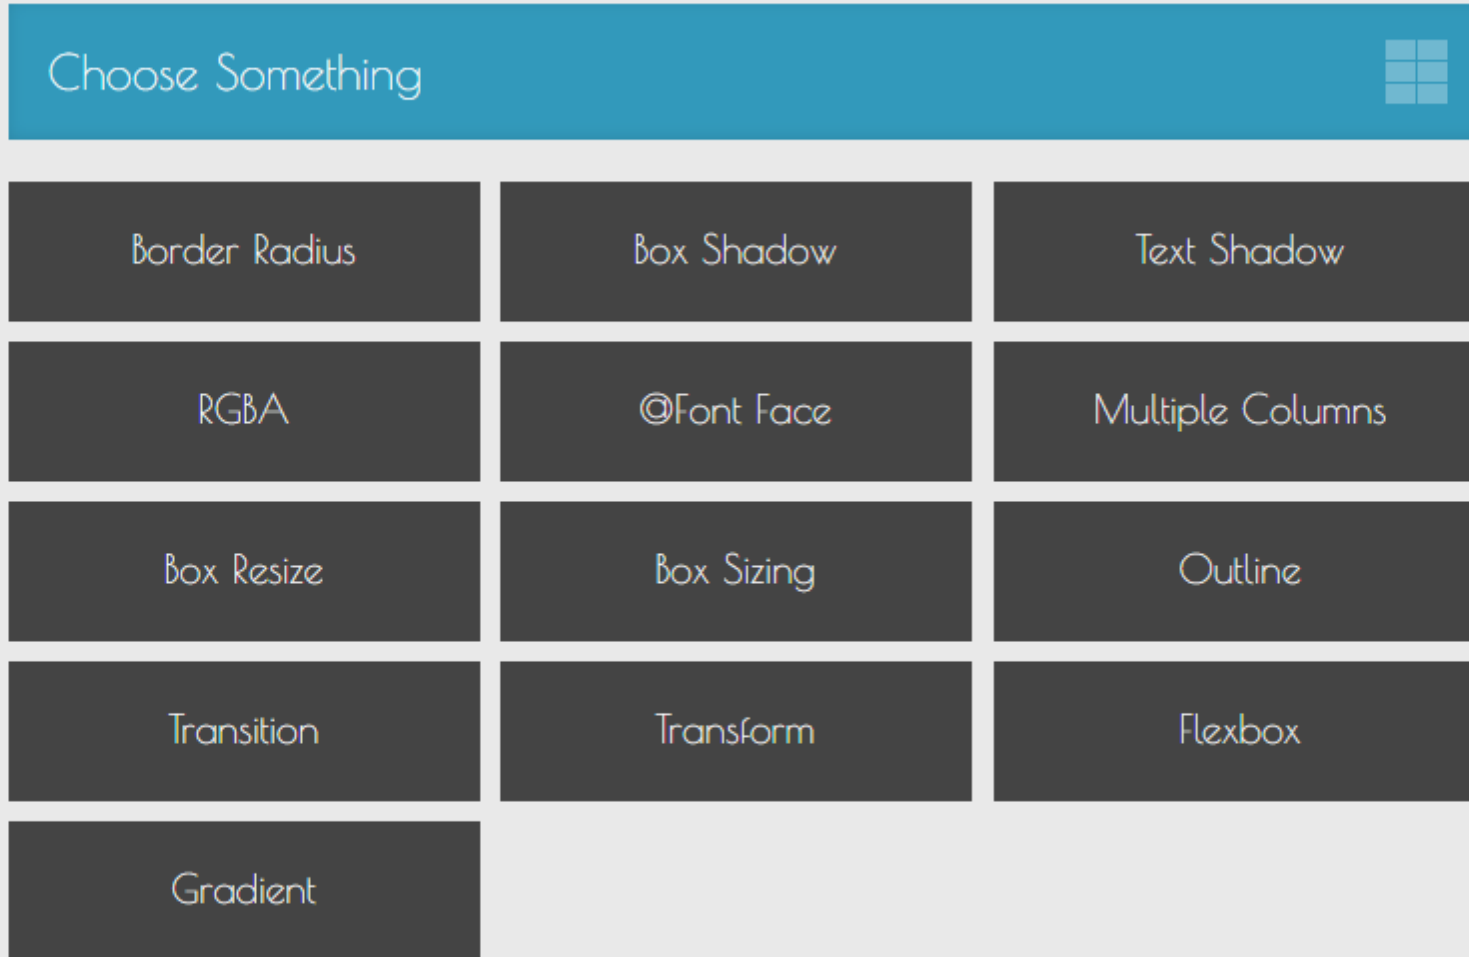 Choose Something
Border Radius
Box Shadow
Text Shadow
RGBA
@Font Face
Multiple Columns
Box Resize
Box Sizing
Outline
Transition
Transform
Flexbox
Gradient